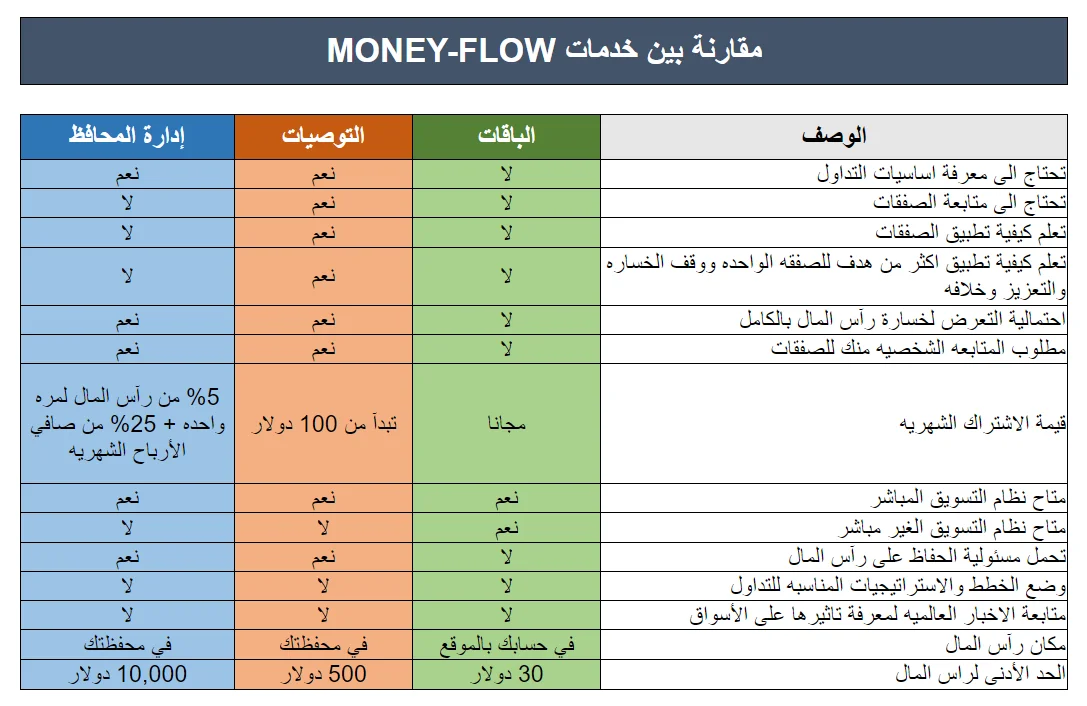 مقارنة بين خدمات MONEY-FLOW
الوصف الباقات التوصيات إدارة المحافظ
تحتاج الى معرفة اساسيات التداول لا نعم نعم
تحتاج الى متابعة الصفقات لا نعم لا
تعلم كيفية تطبيق الصفقات لا نعم لا
تعلم كيفية تطبيق اكثر من هدف للصفقه الواحده ووقف الخساره
والتعزيز وخلافه لا نعم لا
احتمالية التعرض لخسارة رآس المال بالكامل لا نعم نعم
مطلوب المتابعه الشخصيه منك للصفقات لا نعم نعم
قيمة الاشتراك الشهريه مجانا تبدآ من 100 دولار
5% من رآس المال لمره
واحده + 25% من صافي
الأرباح الشهريه
متاح نظام التسويق المباشر نعم نعم نعم
متاح نظام التسويق الغير مباشر نعم لا لا
تحمل مسئولية الحفاظ على رآس المال لا نعم نعم
وضع الخطط والاستراتيجيات المناسبه للتداول لا لا لا
متابعة الاخبار العالميه لمعرفة تاثيرها على الأسواق لا لا لا
مكان رآس المال في حسابك بالموقع في محفظتك في محفظتك
الحد الأدنى لراس المال 30 دولار 500 دولار 10,000 دولار